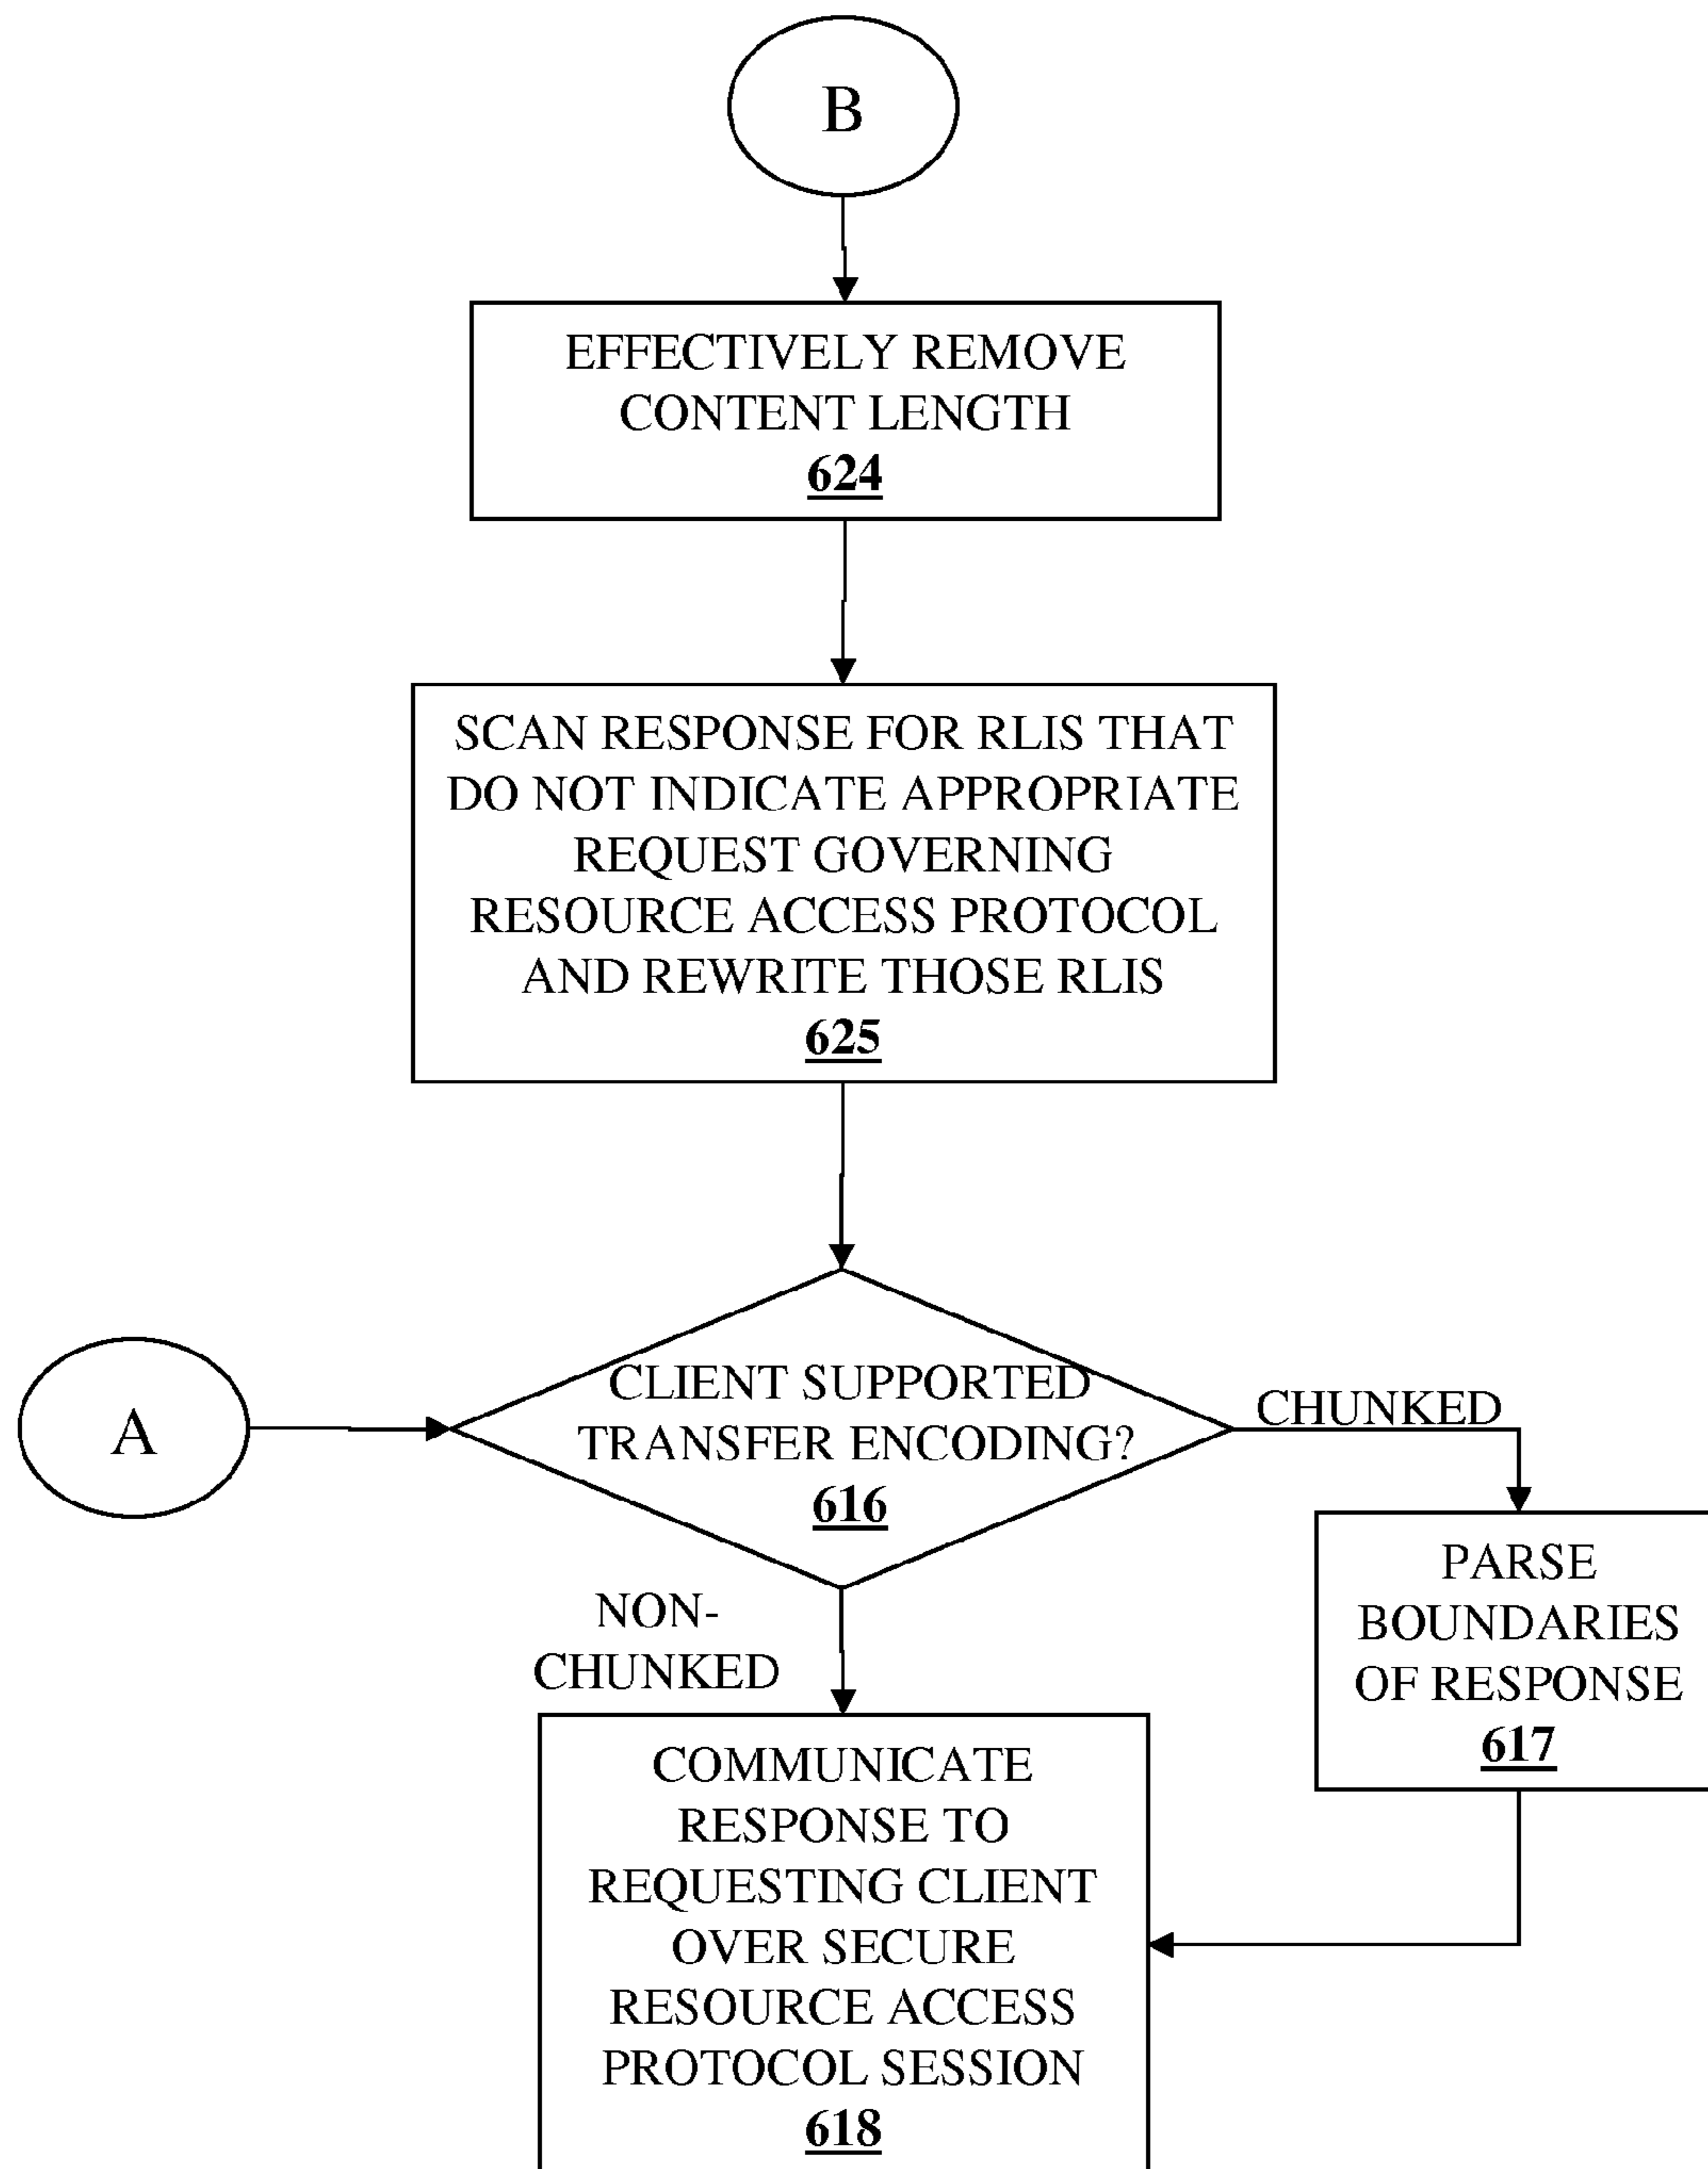 B
EFFECTIVELY REMOVE
CONTENT LENGTH
624
SCAN RESPONSE FOR RLIS THAT
DO NOT INDICATE APPROPRIATE
REQUEST GOVERNING
RESOURCE ACCESS PROTOCOL
AND REWRITE THOSE RLIS
625
A
CLIENT SUPPORTED
TRANSFER ENCODING?
616
CHUNKED
NON-
CHUNKED
PARSE
BOUNDARIES
OF RESPONSE
617
COMMUNICATE
RESPONSE TO
REQUESTING CLIENT
OVER SECURE
RESOURCE ACCESS
PROTOCOL SESSION
618